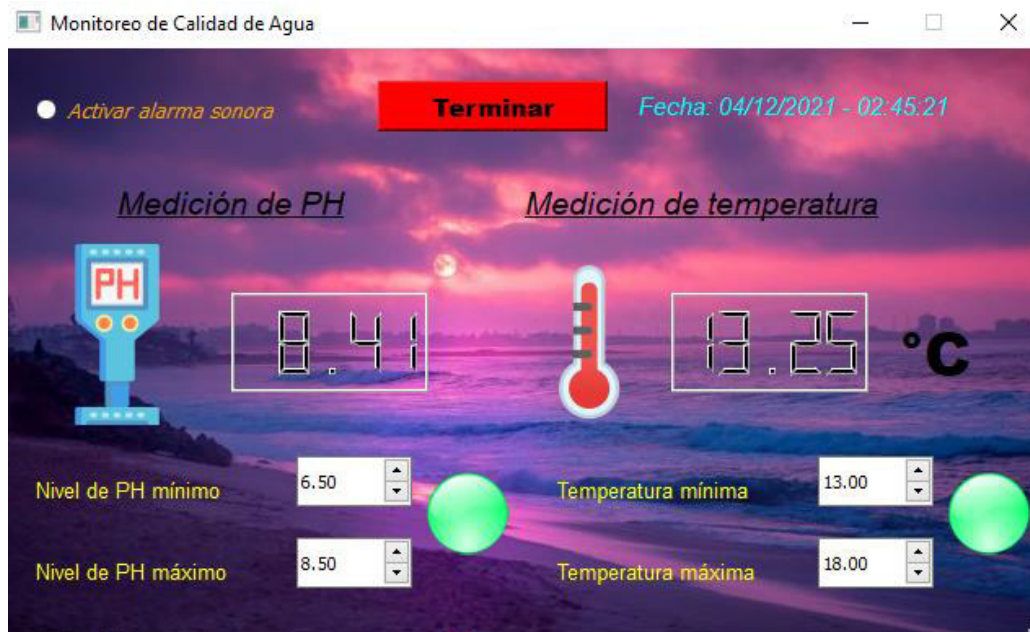 Monitoreo de Calidad de Agua
Activar alarma sonora
Terminar
Fecha: 04/12/2021 - 02:45:21
Medición de PH
Medición de temperatura
PH
8.41
13.25
°C
Nivel de PH mínimo
6.50
Temperatura mínima
13.00
Nivel de PH máximo
8.50
Temperatura máxima
18.00